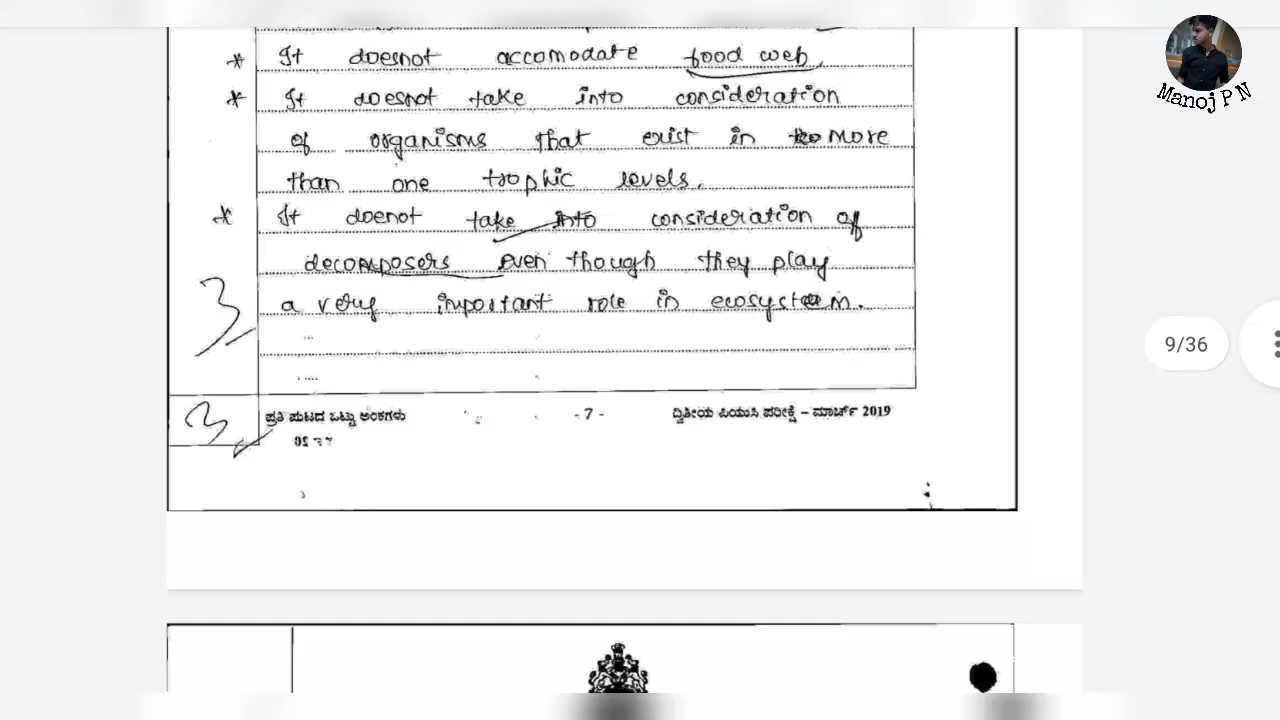 * It doesnot accomodate food web.
* It doesnot take into consideration
of organisms that exist in more
than one trophic levels.
* It doenot take into consideration of
decomposers even though they play
a very important role in ecosystem.
3
3
ಪ್ರತಿ ಪುಟದ ಒಟ್ಟು ಅಂಕಗಳು
- 7 -
ದ್ವಿತೀಯ ಪಿಯುಸಿ ಪರೀಕ್ಷೆ – ಮಾರ್ಚ್ 2019
9/36
Manoj P N